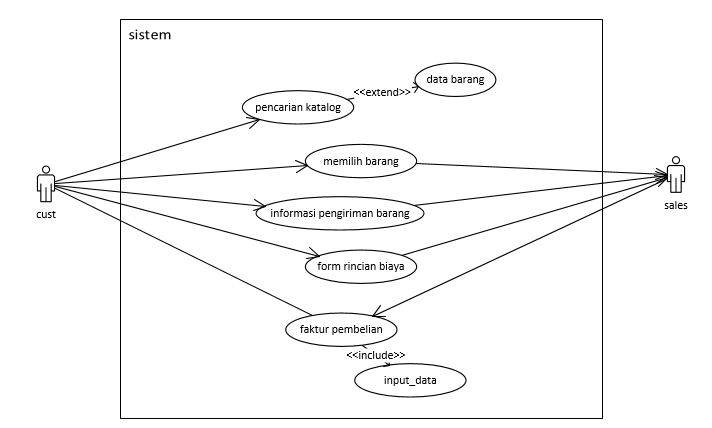 sistem
data barang
<<extend>>
pencarian katalog
memilih barang
cust
sales
informasi pengiriman barang
form rincian biaya
faktur pembelian
<<include>>
input_data